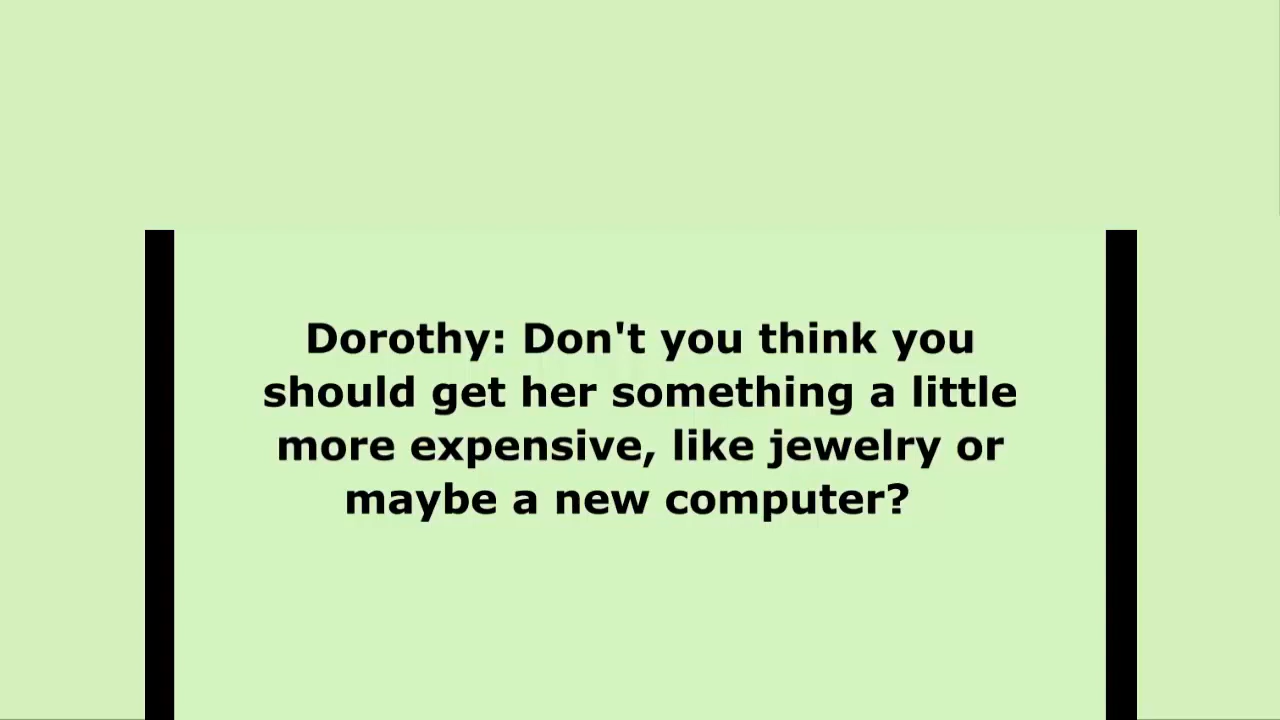 Dorothy: Don't you think you
should get her something a little
more expensive, like jewelry or
maybe a new computer?